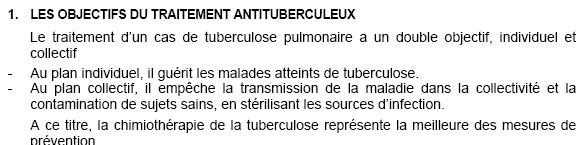 1. LES OBJECTIFS DU TRAITEMENT ANTITUBERCULEUX
Le traitement d'un cas de tuberculose pulmonaire a un double objectif, individuel et
collectif
- Au plan individuel, il guérit les malades atteints de tuberculose.
- Au plan collectif, il empêche la transmission de la maladie dans la collectivité et la
contamination de sujets sains, en stérilisant les sources d'infection.
A ce titre, la chimiothérapie de la tuberculose représente la meilleure des mesures de
prévention